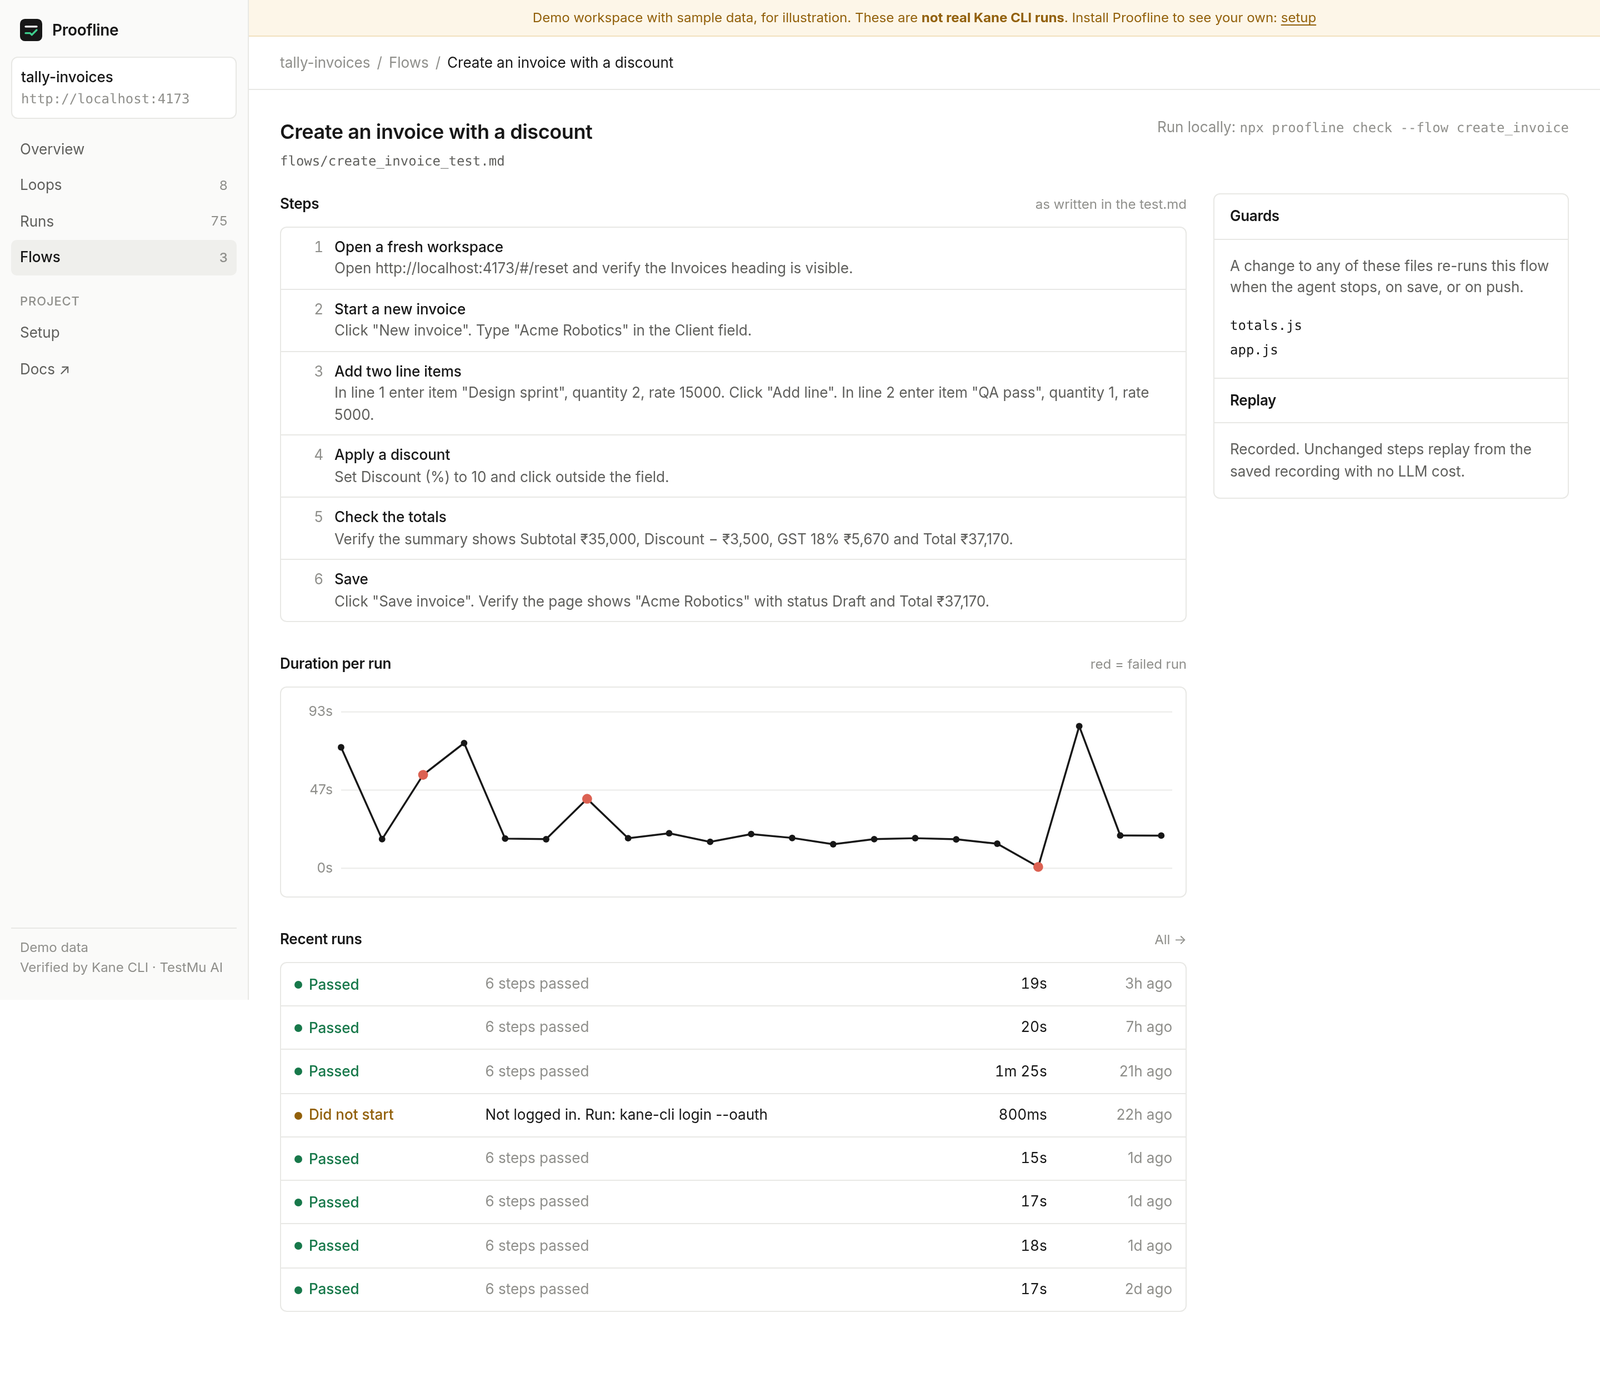 Proofline
tally-invoices
http://localhost:4173
Overview
Loops 8
Runs 75
Flows 3
PROJECT
Setup
Docs ↗
Demo data
Verified by Kane CLI · TestMu AI
Demo workspace with sample data, for illustration. These are not real Kane CLI runs. Install Proofline to see your own: setup
tally-invoices / Flows / Create an invoice with a discount
Create an invoice with a discount
Run locally: npx proofline check --flow create_invoice
flows/create_invoice_test.md
Steps as written in the test.md
1 Open a fresh workspace
Open http://localhost:4173/#/reset and verify the Invoices heading is visible.
2 Start a new invoice
Click "New invoice". Type "Acme Robotics" in the Client field.
3 Add two line items
In line 1 enter item "Design sprint", quantity 2, rate 15000. Click "Add line". In line 2 enter item "QA pass", quantity 1, rate
5000.
4 Apply a discount
Set Discount (%) to 10 and click outside the field.
5 Check the totals
Verify the summary shows Subtotal ₹35,000, Discount − ₹3,500, GST 18% ₹5,670 and Total ₹37,170.
6 Save
Click "Save invoice". Verify the page shows "Acme Robotics" with status Draft and Total ₹37,170.
Guards
A change to any of these files re-runs this flow
when the agent stops, on save, or on push.
totals.js
app.js
Replay
Recorded. Unchanged steps replay from the
saved recording with no LLM cost.
Duration per run red = failed run
93s
47s
0s
Recent runs All →
Passed 6 steps passed 19s 3h ago
Passed 6 steps passed 20s 7h ago
Passed 6 steps passed 1m 25s 21h ago
Did not start Not logged in. Run: kane-cli login --oauth 800ms 22h ago
Passed 6 steps passed 15s 1d ago
Passed 6 steps passed 17s 1d ago
Passed 6 steps passed 18s 1d ago
Passed 6 steps passed 17s 2d ago